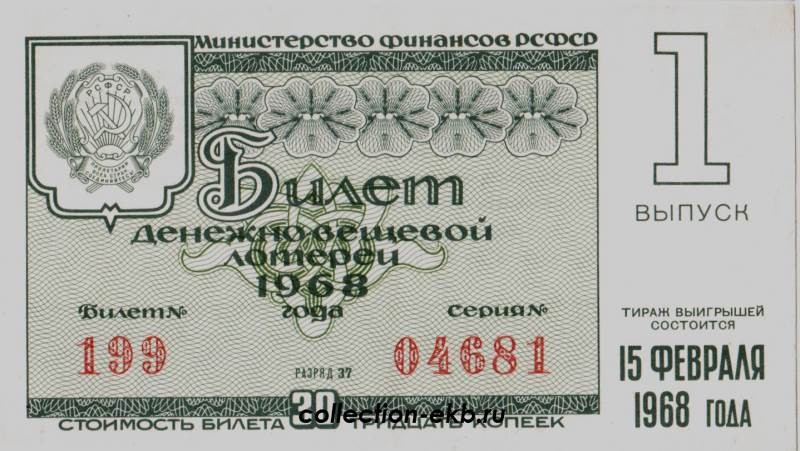 Министерство финансов РСФСР
РСФСР
Билет
денежно-вещевой
лотереи
1968
года
Билет №
199
Серия №
04681
РАЗРЯД 37
30
СТОИМОСТЬ БИЛЕТА ТРИДЦАТЬ КОПЕЕК
collection-ekb.ru
1
ВЫПУСК
ТИРАЖ ВЫИГРЫШЕЙ
СОСТОИТСЯ
15 ФЕВРАЛЯ
1968 ГОДА